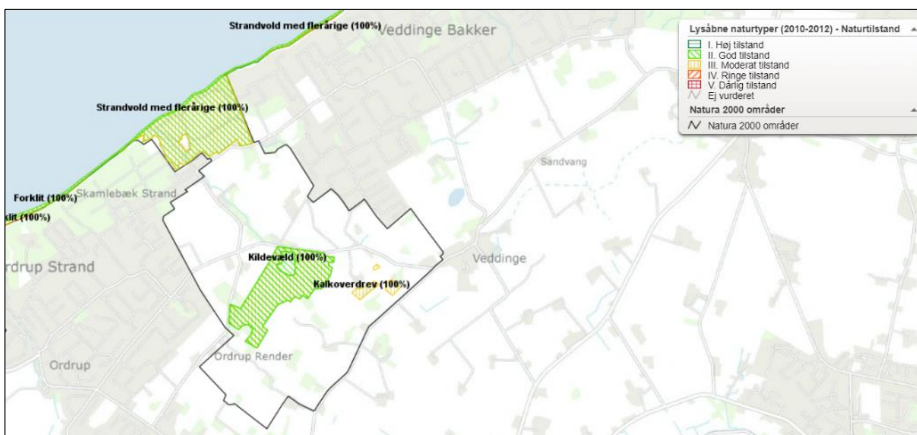 Strandvold med flerårige (100%)
Veddinge Bakker
Lysåbne naturtyper (2010-2012) - Naturtilstand
I. Høj tilstand
II. God tilstand
III. Moderat tilstand
IV. Ringe tilstand
V. Dårlig tilstand
Ej vurderet
Natura 2000 områder
Natura 2000 områder
Strandvold med flerårige (100%)
Sandvang
Forklit (100%)
Skamlebæk Strand
klit (100%)
Kildevæld (100%)
Veddinge
rdrup Strand
Kalkoverdrev (100%)
Ordrup Render
Ordrup